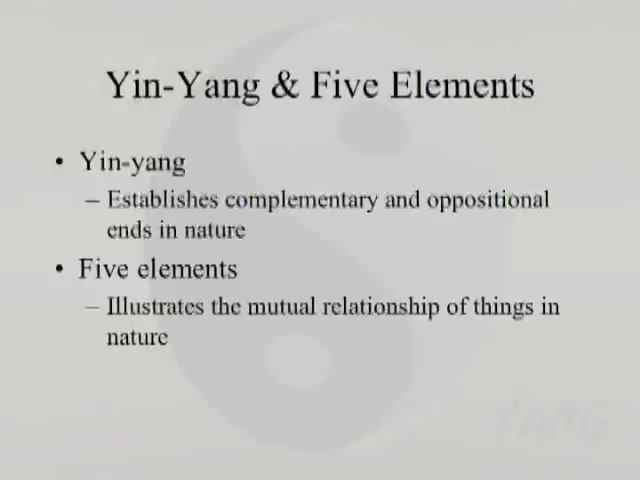 Yin-Yang & Five Elements
• Yin-yang
– Establishes complementary and oppositional
ends in nature
• Five elements
– Illustrates the mutual relationship of things in
nature